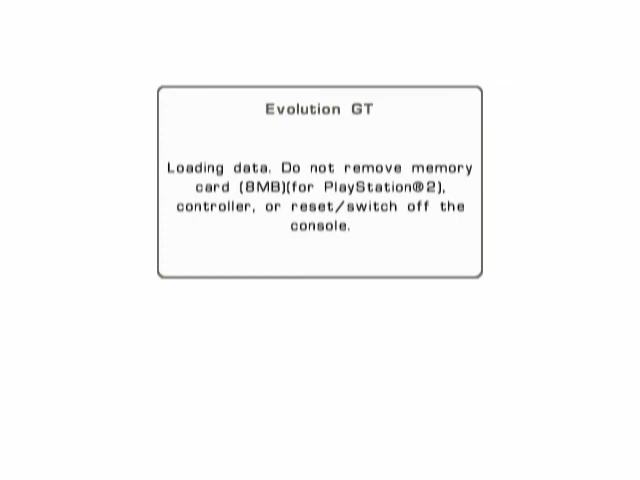 Evolution GT
Loading data. Do not remove memory
card (8MB)(for PlayStation®2),
controller, or reset/switch off the
console.